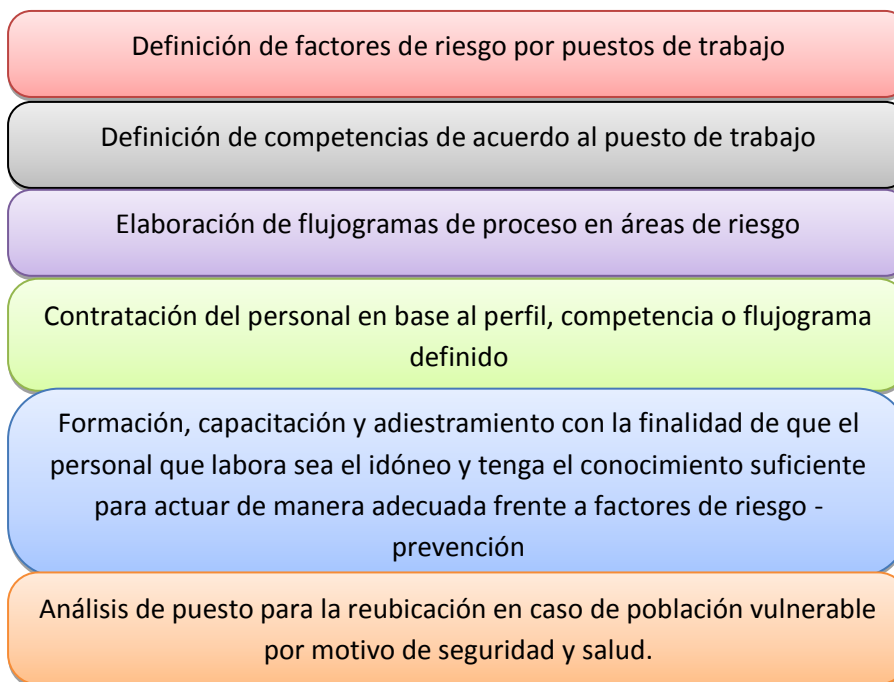 Definición de factores de riesgo por puestos de trabajo
Definición de competencias de acuerdo al puesto de trabajo
Elaboración de flujogramas de proceso en áreas de riesgo
Contratación del personal en base al perfil, competencia o flujograma
definido
Formación, capacitación y adiestramiento con la finalidad de que el
personal que labora sea el idóneo y tenga el conocimiento suficiente
para actuar de manera adecuada frente a factores de riesgo -
prevención
Análisis de puesto para la reubicación en caso de población vulnerable
por motivo de seguridad y salud.